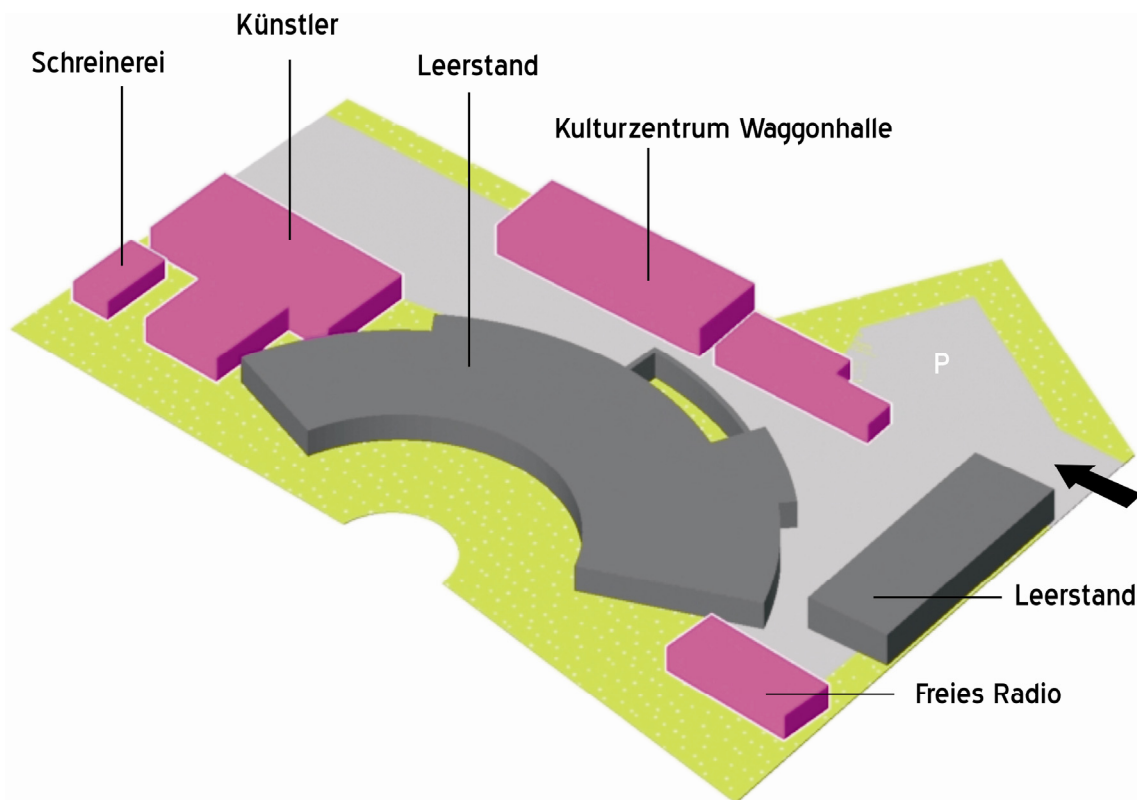 Künstler
Schreinerei
Leerstand
Kulturzentrum Waggonhalle
P
Leerstand
Freies Radio